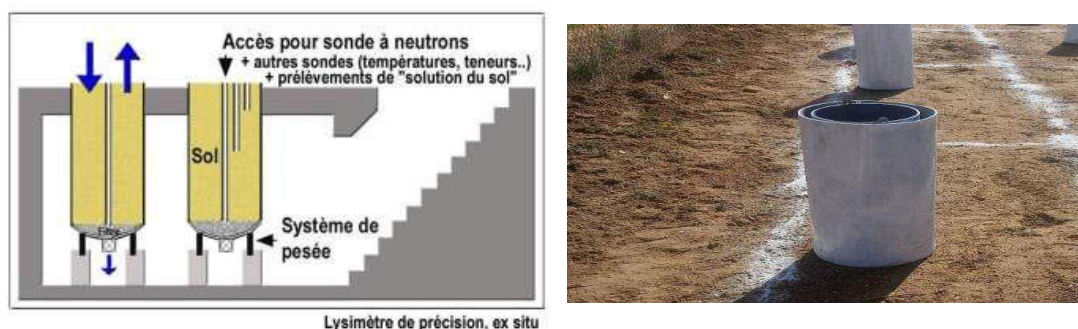 Accès pour sonde à neutrons
+ autres sondes (températures, teneurs..)
+ prélèvements de "solution du sol"
Sol
Filtre
Système de
pesée
Lysimètre de précision, ex situ